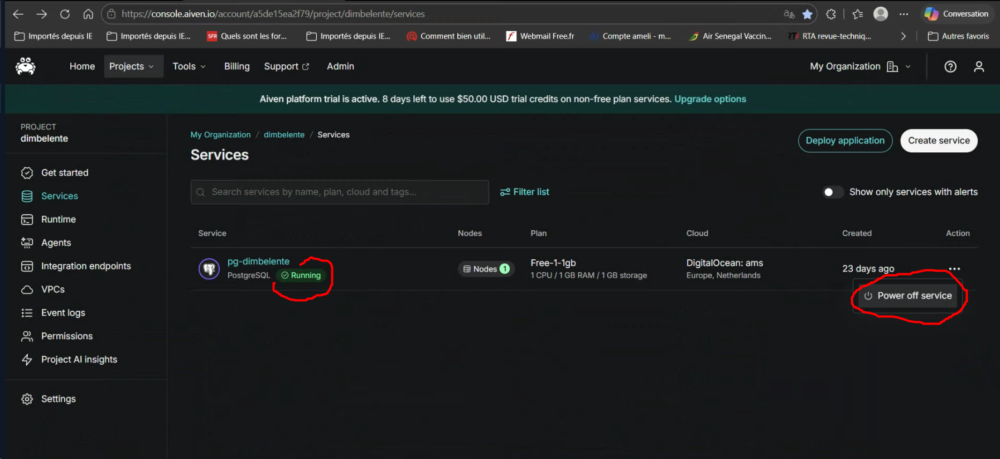 https://console.aiven.io/account/a5de15ea2f79/project/dimbelente/services
Conversation
Importés depuis IE
Importés depuis IE...
SFR
Quels sont les for...
Importés depuis IE...
Comment bien util...
Webmail Free.fr
Compte ameli - m...
Air Senegal Vaccin...
RTA revue-techniq...
Autres favoris
Home
Projects
Tools
Billing
Support
Admin
My Organization
Aiven platform trial is active. 8 days left to use $50.00 USD trial credits on non-free plan services. Upgrade options
PROJECT
dimbelente
Get started
Services
Runtime
Agents
Integration endpoints
VPCs
Event logs
Permissions
Project AI insights
Settings
My Organization / dimbelente / Services
Services
Deploy application
Create service
Search services by name, plan, cloud and tags...
Filter list
Show only services with alerts
Service
Nodes
Plan
Cloud
Created
Action
pg-dimbelente
PostgreSQL
Running
Nodes 1
Free-1-1gb
1 CPU / 1 GB RAM / 1 GB storage
DigitalOcean: ams
Europe, Netherlands
23 days ago
Power off service